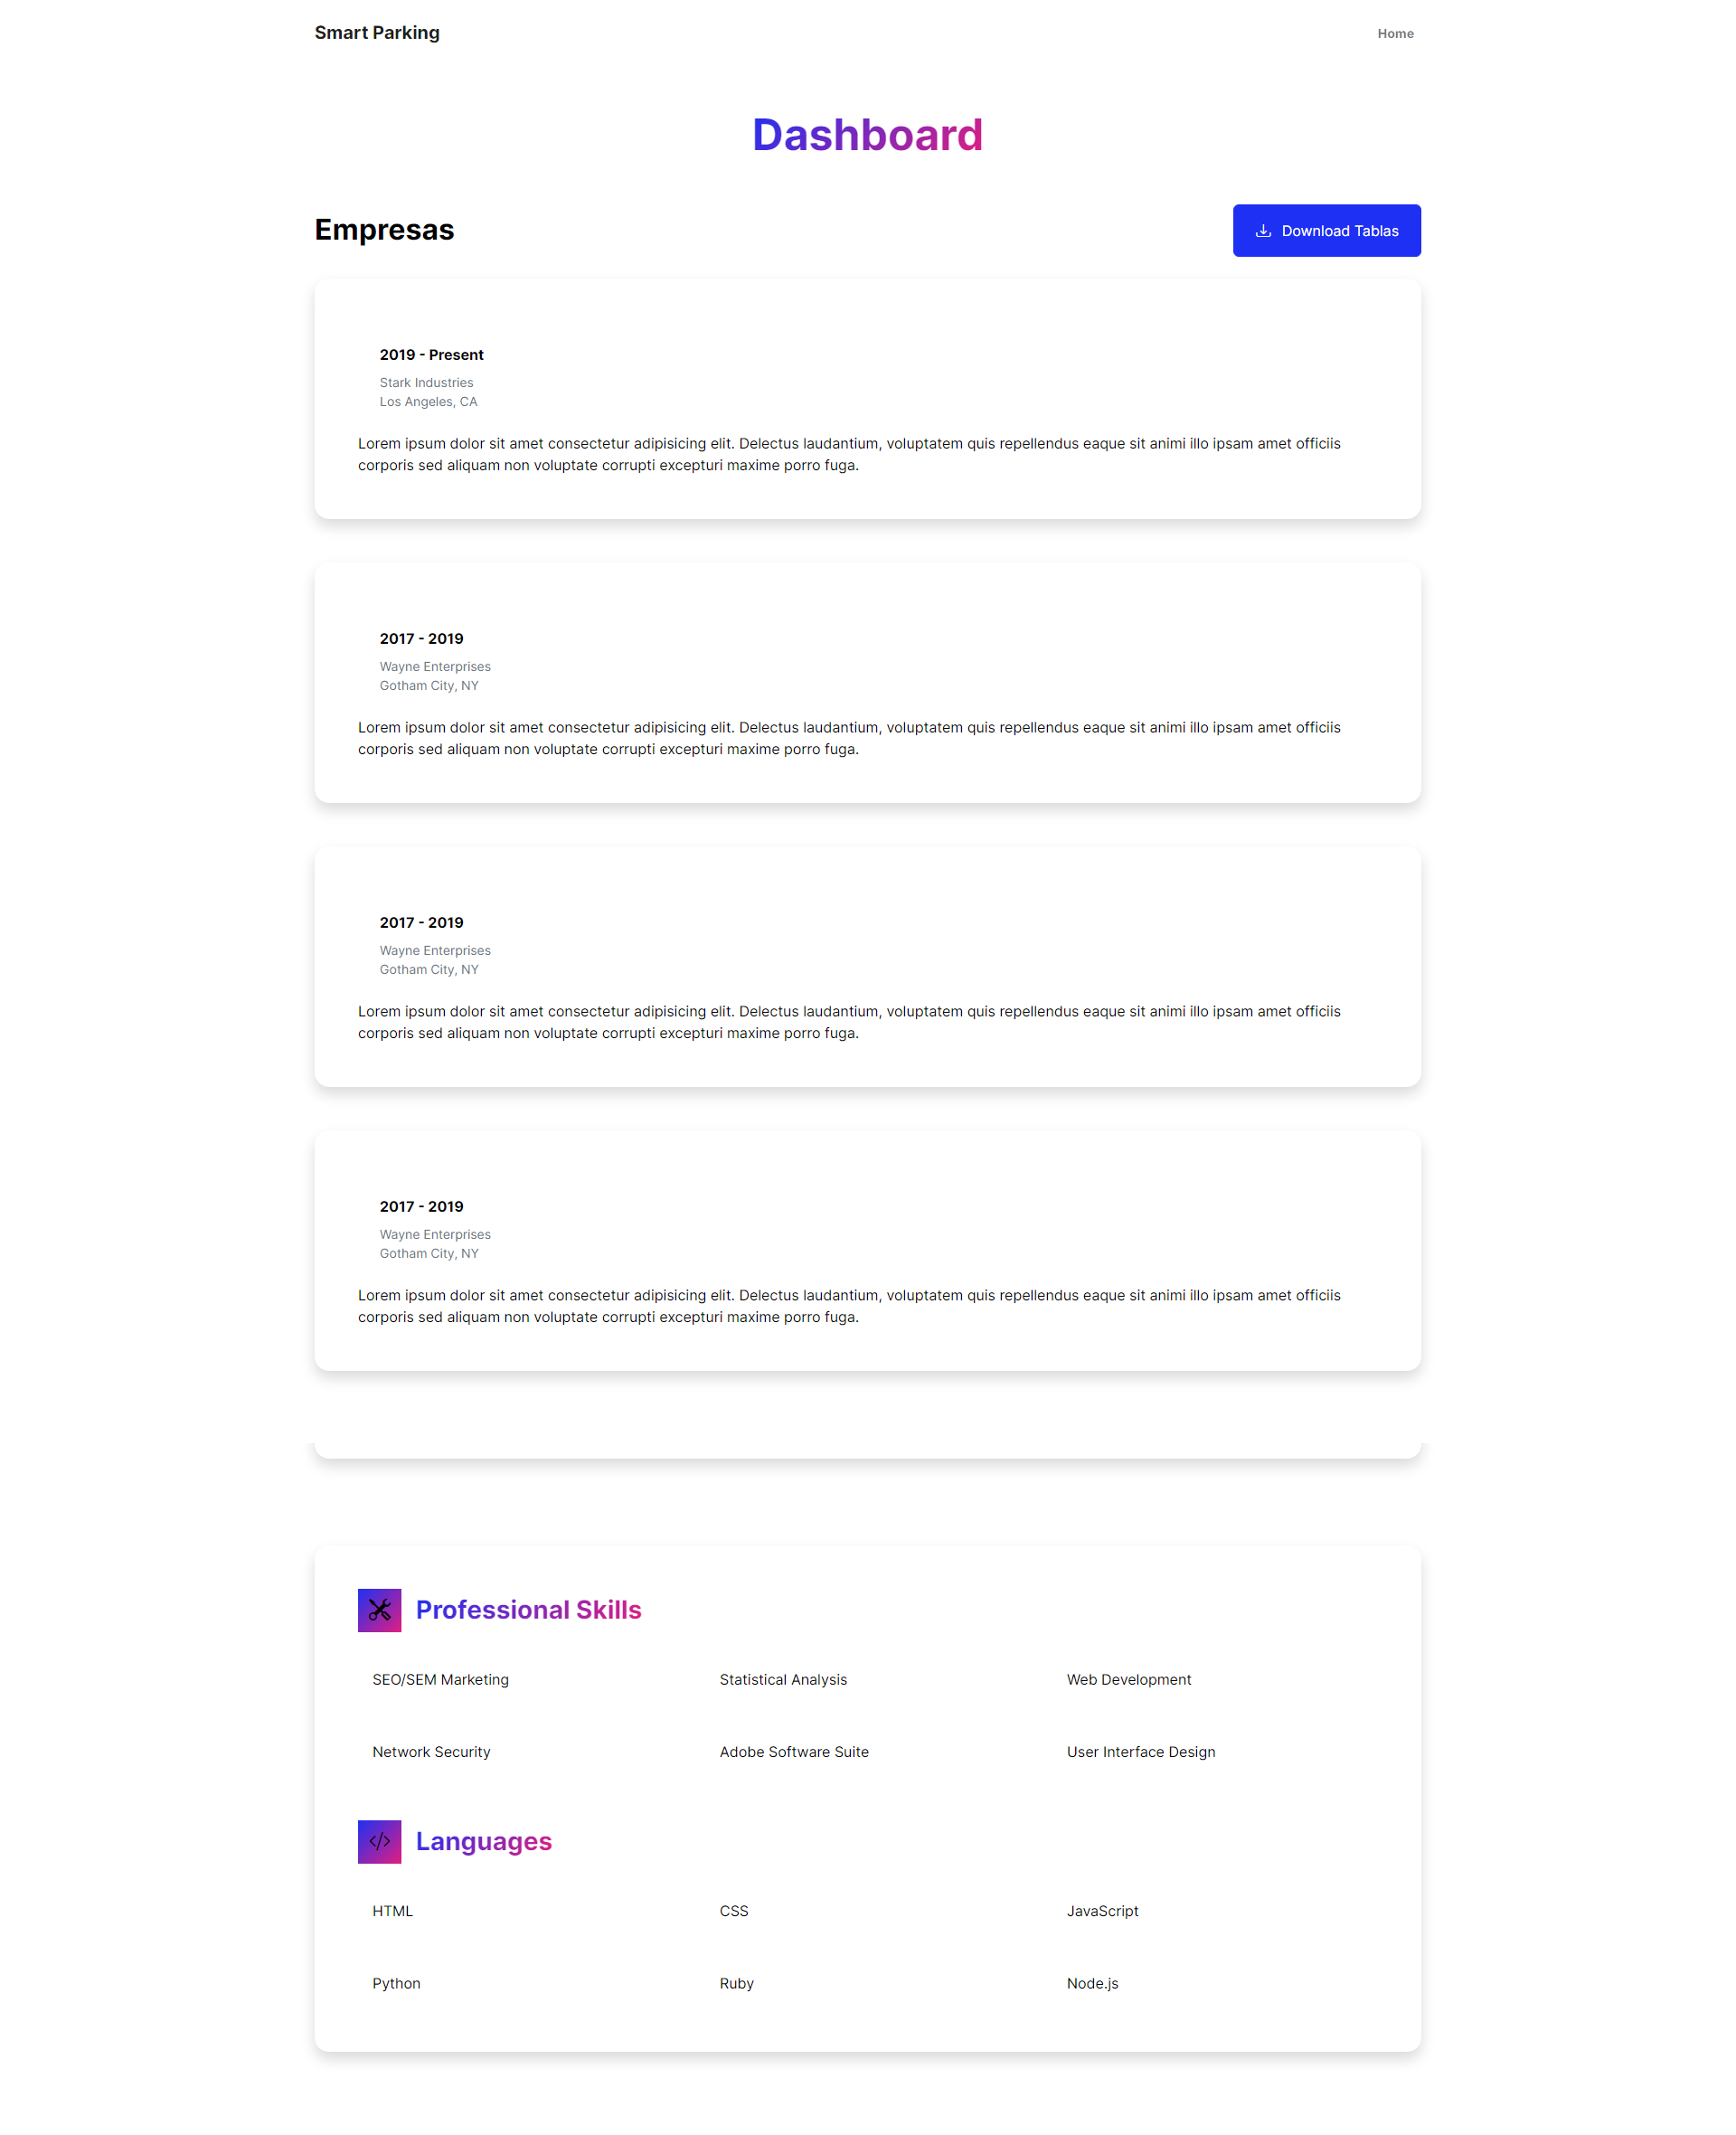 Smart Parking
Home
Dashboard
Empresas
Download Tablas
2019 - Present
Stark Industries
Los Angeles, CA
Lorem ipsum dolor sit amet consectetur adipisicing elit. Delectus laudantium, voluptatem quis repellendus eaque sit animi illo ipsam amet officiis
corporis sed aliquam non voluptate corrupti excepturi maxime porro fuga.
2017 - 2019
Wayne Enterprises
Gotham City, NY
Lorem ipsum dolor sit amet consectetur adipisicing elit. Delectus laudantium, voluptatem quis repellendus eaque sit animi illo ipsam amet officiis
corporis sed aliquam non voluptate corrupti excepturi maxime porro fuga.
2017 - 2019
Wayne Enterprises
Gotham City, NY
Lorem ipsum dolor sit amet consectetur adipisicing elit. Delectus laudantium, voluptatem quis repellendus eaque sit animi illo ipsam amet officiis
corporis sed aliquam non voluptate corrupti excepturi maxime porro fuga.
2017 - 2019
Wayne Enterprises
Gotham City, NY
Lorem ipsum dolor sit amet consectetur adipisicing elit. Delectus laudantium, voluptatem quis repellendus eaque sit animi illo ipsam amet officiis
corporis sed aliquam non voluptate corrupti excepturi maxime porro fuga.
Professional Skills
SEO/SEM Marketing
Statistical Analysis
Web Development
Network Security
Adobe Software Suite
User Interface Design
Languages
HTML
CSS
JavaScript
Python
Ruby
Node.js